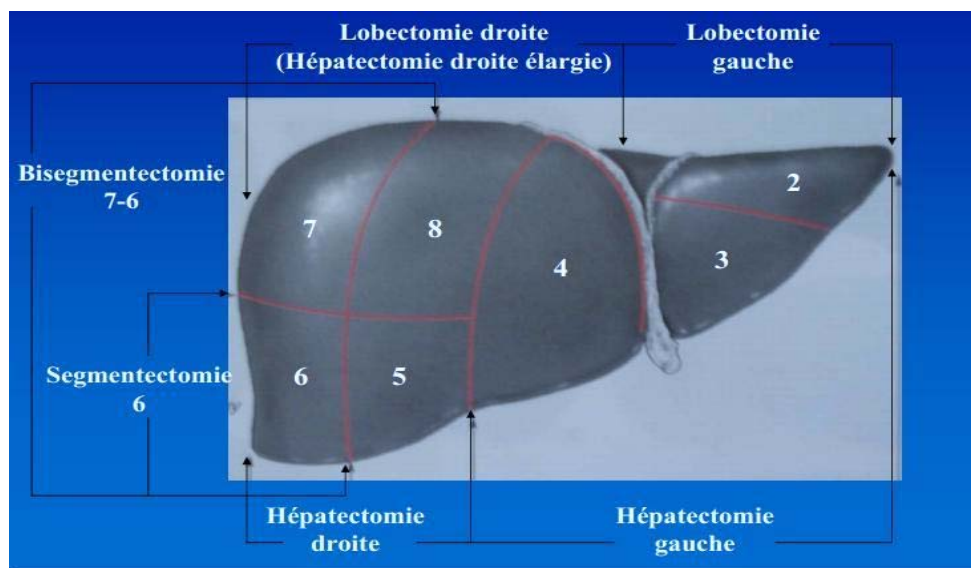 Lobectomie droite
(Hépatectomie droite élargie)
Lobectomie
gauche
Bisegmentectomie
7-6
7
8
4
2
3
Segmentectomie
6
6
5
Hépatectomie
droite
Hépatectomie
gauche